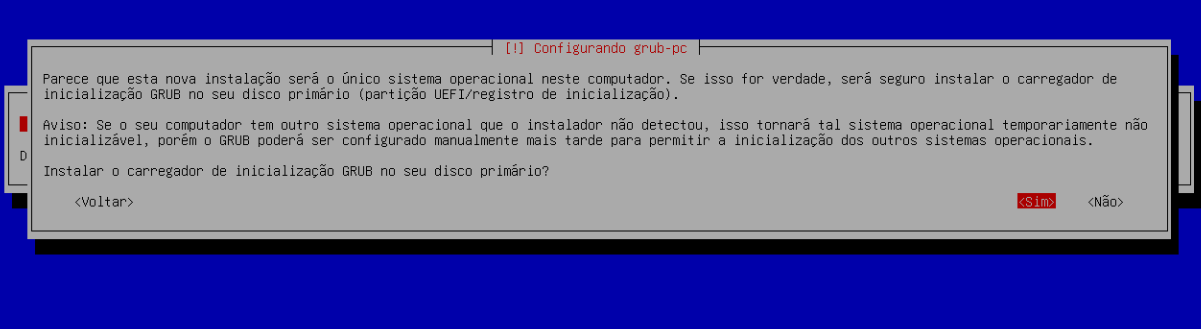 [!] Configurando grub-pc
Parece que esta nova instalação será o único sistema operacional neste computador. Se isso for verdade, será seguro instalar o carregador de
inicialização GRUB no seu disco primário (partição UEFI/registro de inicialização).
Aviso: Se o seu computador tem outro sistema operacional que o instalador não detectou, isso tornará tal sistema operacional temporariamente não
inicializável, porém o GRUB poderá ser configurado manualmente mais tarde para permitir a inicialização dos outros sistemas operacionais.
D
Instalar o carregador de inicialização GRUB no seu disco primário?
<Voltar> <Sim> <Não>